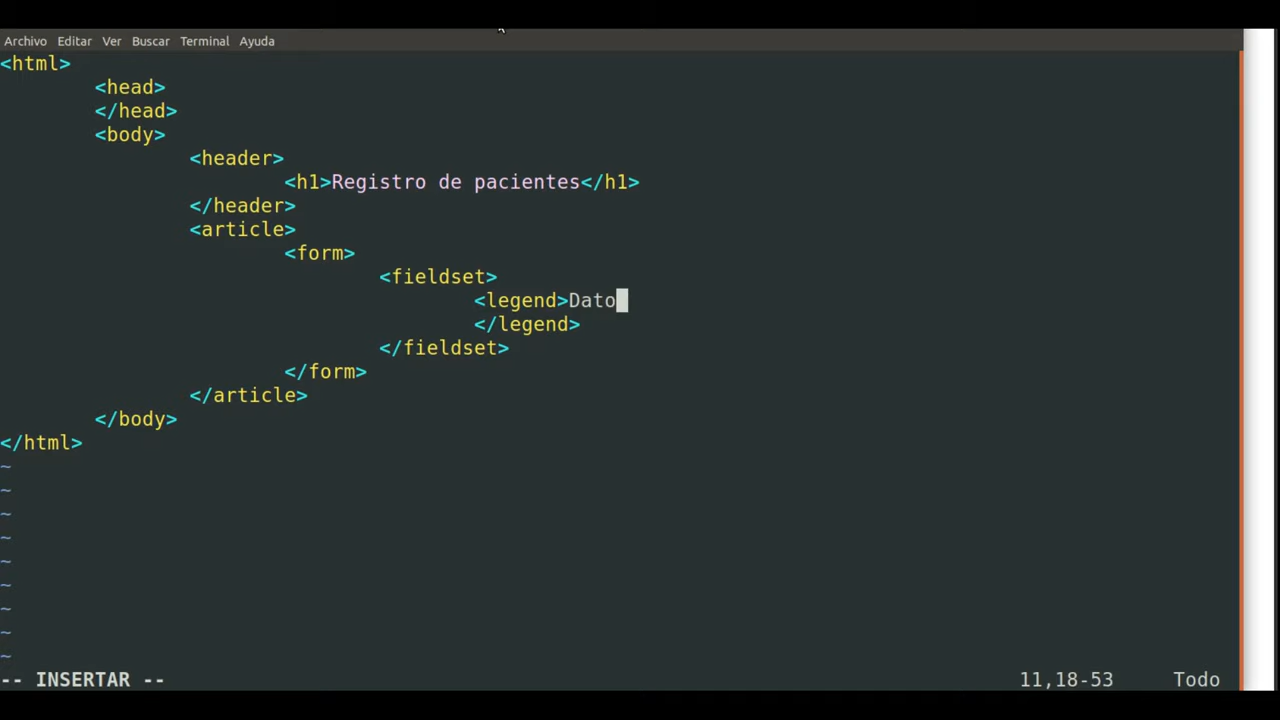 Archivo Editar Ver Buscar Terminal Ayuda
<html>
<head>
</head>
<body>
<header>
<h1>Registro de pacientes</h1>
</header>
<article>
<form>
<fieldset>
<legend>Dato
</legend>
</fieldset>
</form>
</article>
</body>
</html>
~
~
~
~
~
~
~
~
~
-- INSERTAR -- 11,18-53 Todo